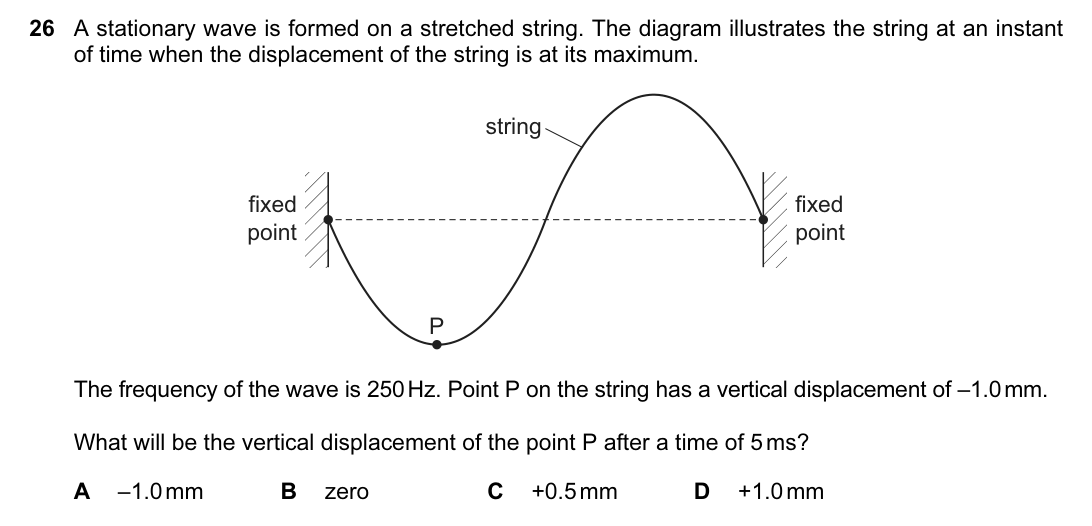 26 A stationary wave is formed on a stretched string. The diagram illustrates the string at an instant
of time when the displacement of the string is at its maximum.
string
fixed
point
fixed
point
P
The frequency of the wave is 250 Hz. Point P on the string has a vertical displacement of –1.0 mm.
What will be the vertical displacement of the point P after a time of 5 ms?
A –1.0 mm B zero C +0.5 mm D +1.0 mm